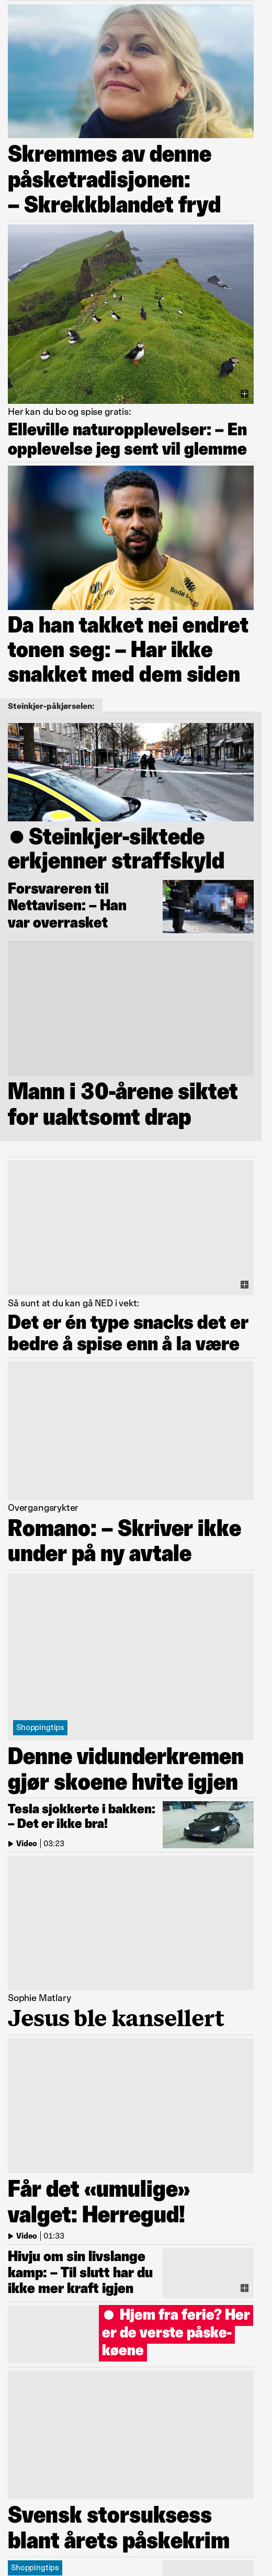 Skremmes av denne
påsketradisjonen:
– Skrekkblandet fryd
Her kan du bo og spise gratis:
Elleville naturopplevelser: – En
opplevelse jeg sent vil glemme
Da han takket nei endret
tonen seg: – Har ikke
snakket med dem siden
Steinkjer-påkjørselen:
● Steinkjer-siktede
erkjenner straffskyld
Forsvareren til
Nettavisen: – Han
var overrasket
Mann i 30-årene siktet
for uaktsomt drap
Så sunt at du kan gå NED i vekt:
Det er én type snacks det er
bedre å spise enn å la være
Overgangsrykter
Romano: – Skriver ikke
under på ny avtale
Shoppingtips
Denne vidunderkremen
gjør skoene hvite igjen
Tesla sjokkerte i bakken:
– Det er ikke bra!
Video | 03:23
Sophie Matlary
Jesus ble kansellert
Får det «umulige»
valget: Herregud!
Video | 01:33
Hivju om sin livslange
kamp: – Til slutt har du
ikke mer kraft igjen
● Hjem fra ferie? Her
er de verste påske-
køene
Svensk storsuksess
blant årets påskekrim
Shoppingtips